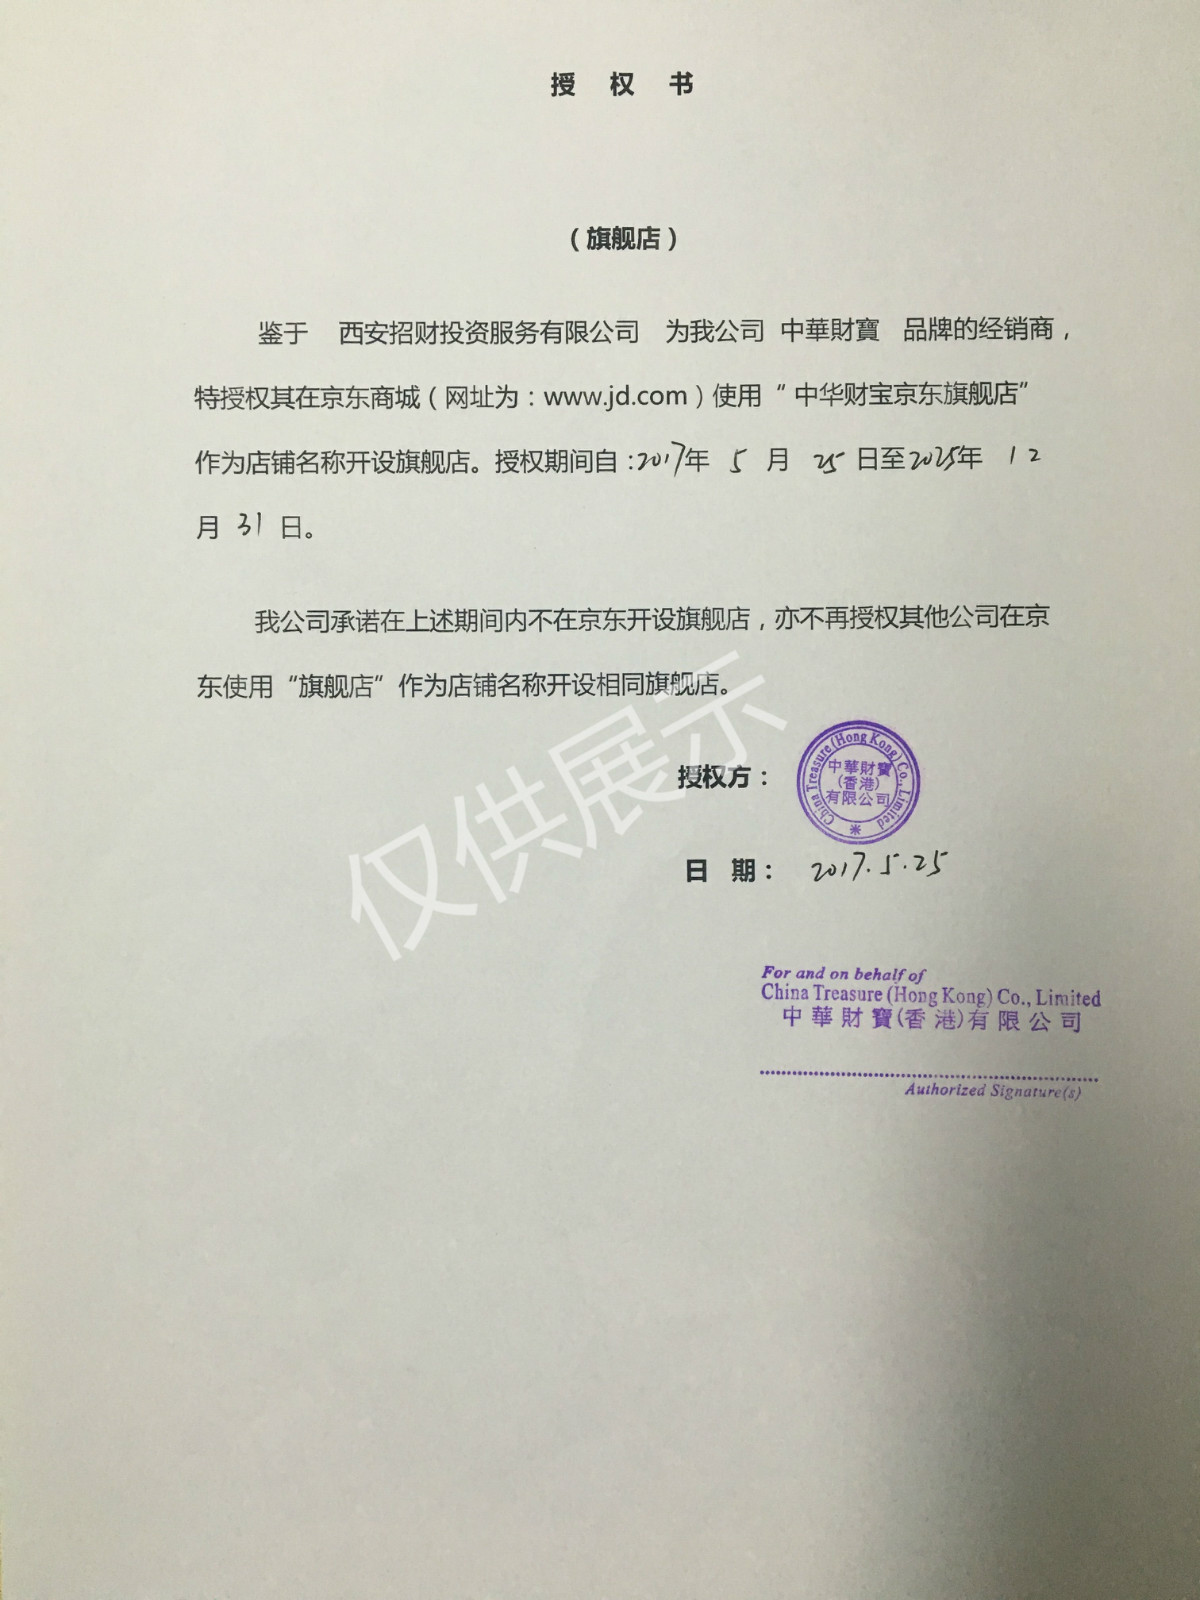 授 权 书
（旗舰店）
鉴于 西安招财投资服务有限公司 为我公司 中華財寶 品牌的经销商，
特授权其在京东商城（网址为：www.jd.com）使用“中华财宝京东旗舰店”
作为店铺名称开设旗舰店。授权期间自：2017年 5 月 25 日至2025年 12
月 31 日。
我公司承诺在上述期间内不在京东开设旗舰店，亦不再授权其他公司在京
东使用“旗舰店”作为店铺名称开设相同旗舰店。
仅供展示
授权方：
China Treasure (Hong Kong) Co., Limited
中華財寶
(香港)
有限公司
日 期： 2017.5.25
For and on behalf of
China Treasure (Hong Kong) Co., Limited
中華財寶(香港)有限公司
Authorized Signature(s)